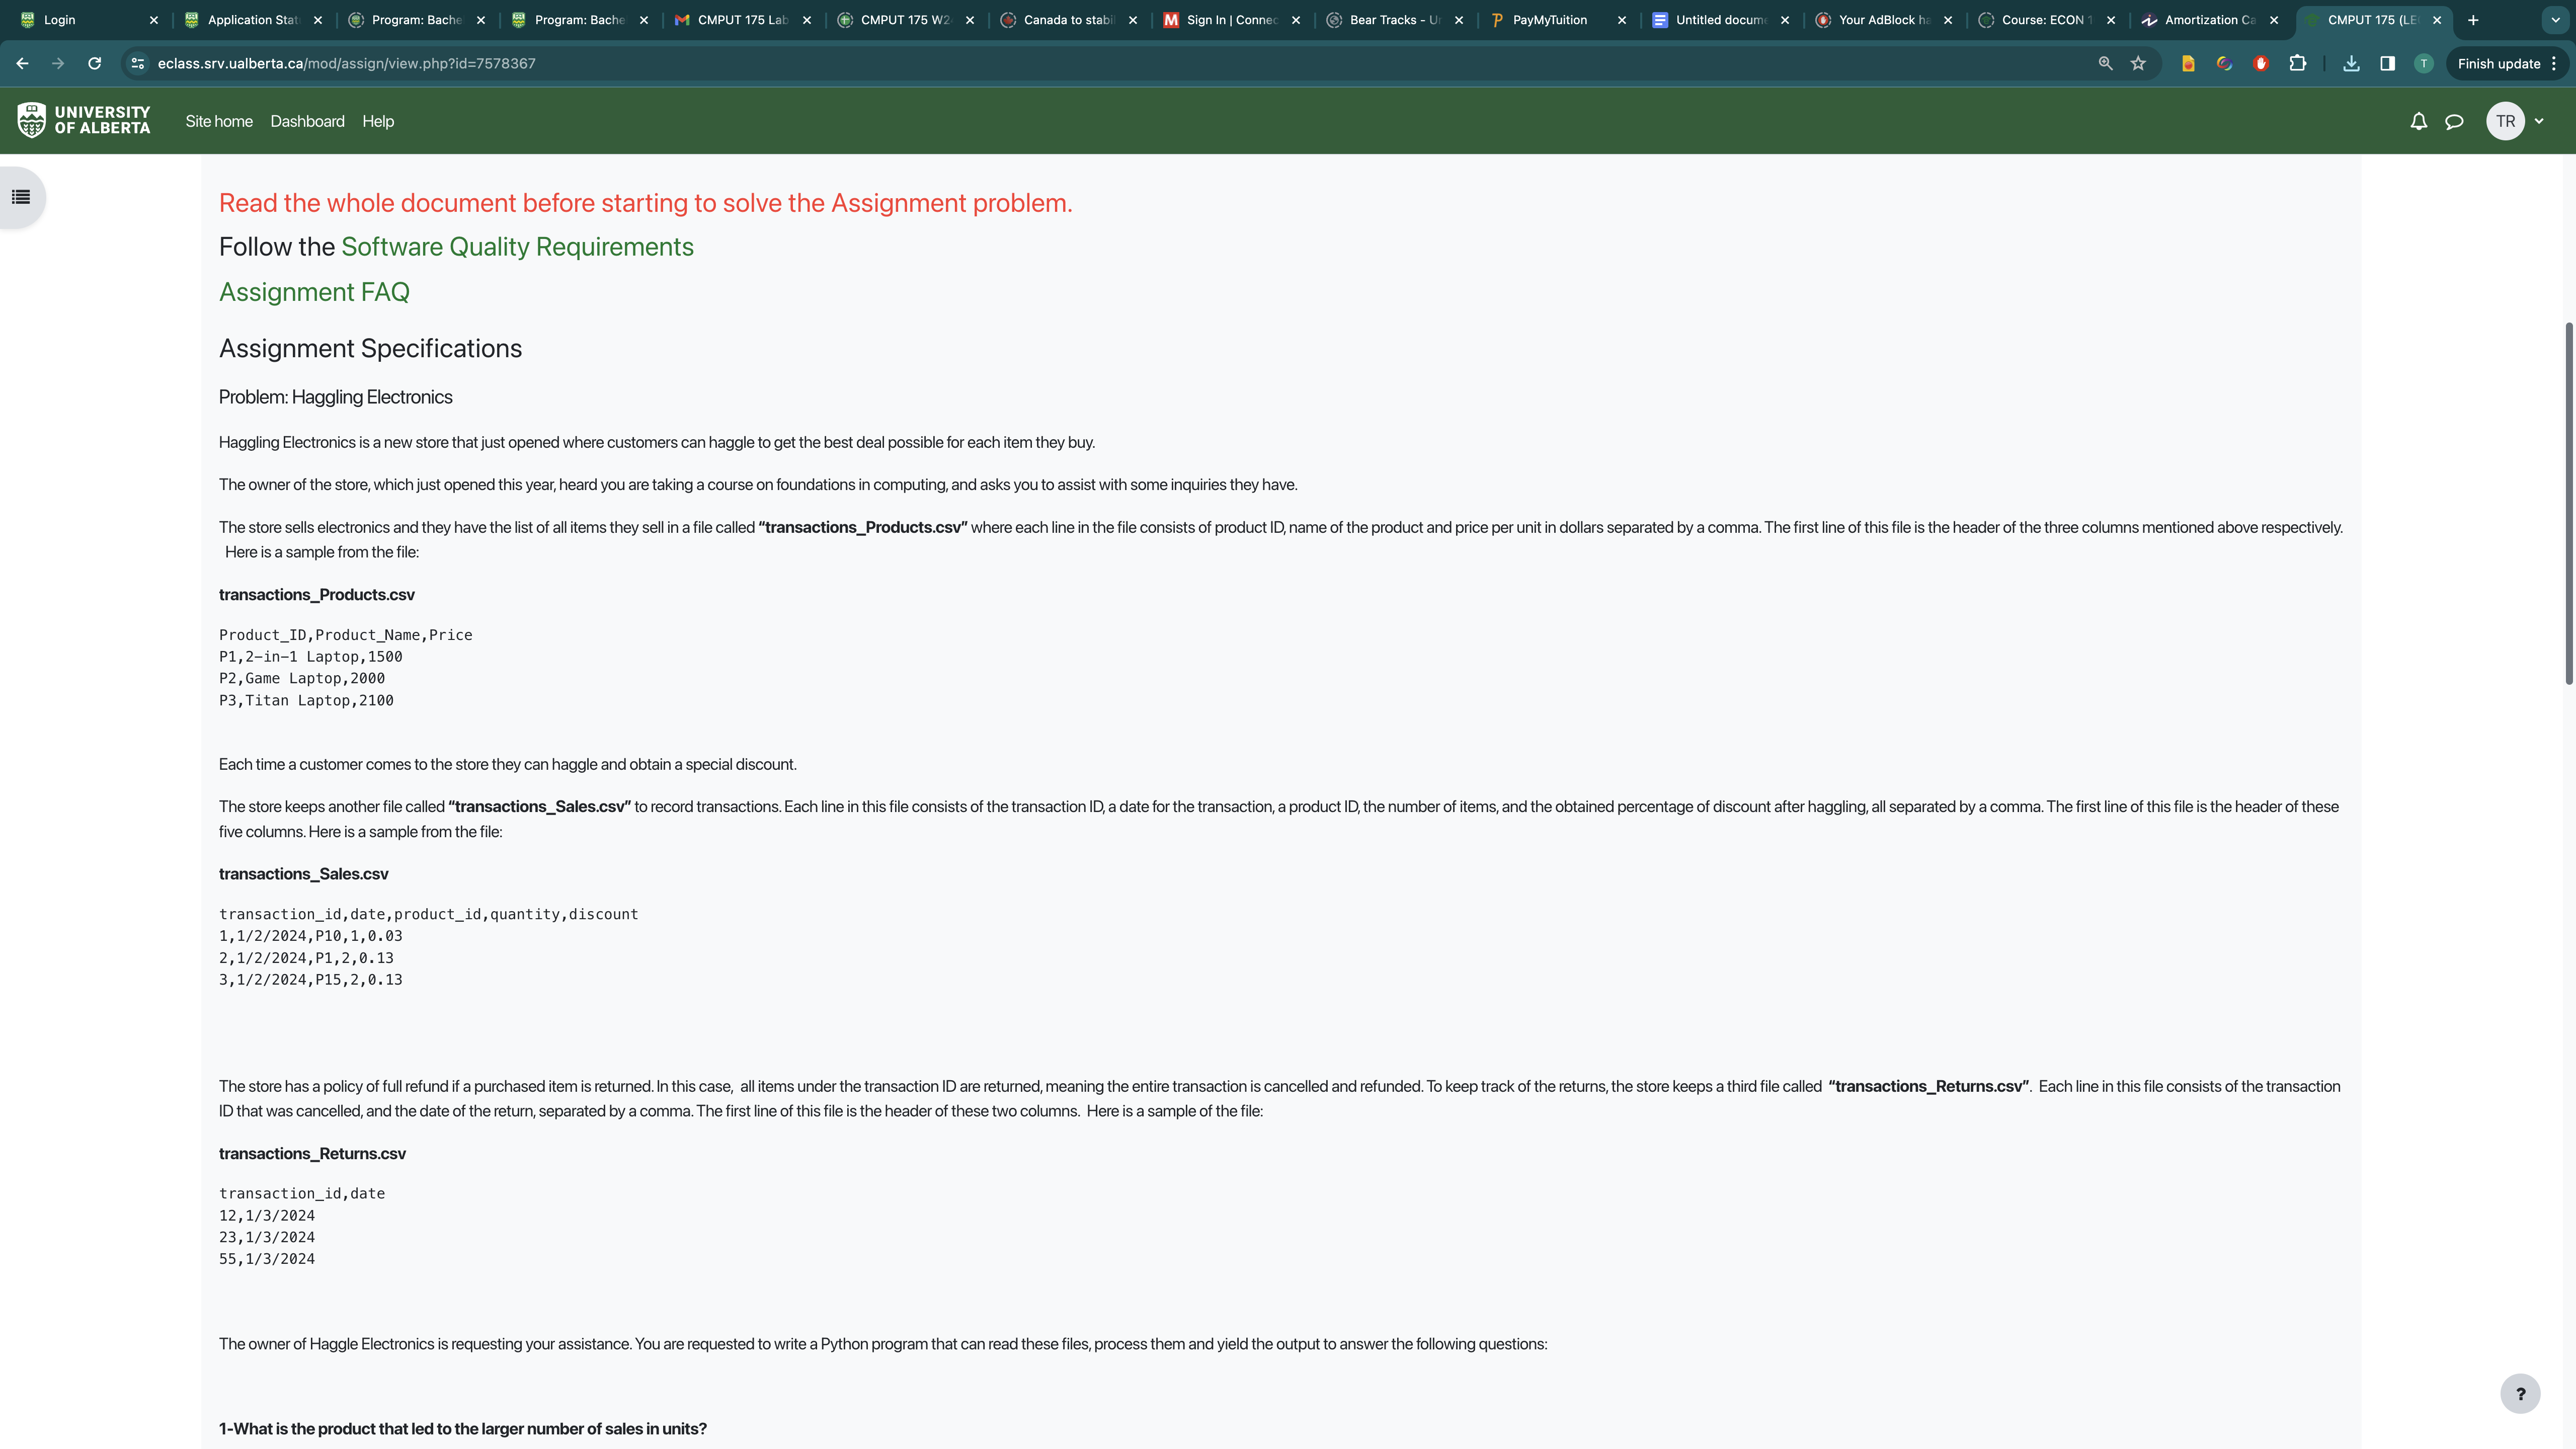 Login
Application Stat
Program: Bache
Program: Bache
CMPUT 175 Lab
CMPUT 175 W2
Canada to stabil
M Sign In | Connec
Bear Tracks - Ur
PayMyTuition
Untitled docume
Your AdBlock ha
Course: ECON 1
Amortization Ca
CMPUT 175 (LE
eclass.srv.ualberta.ca/mod/assign/view.php?id=7578367
T
Finish update
UNIVERSITY
OF ALBERTA
Site home Dashboard Help
TR
Read the whole document before starting to solve the Assignment problem.
Follow the Software Quality Requirements
Assignment FAQ
Assignment Specifications
Problem: Haggling Electronics
Haggling Electronics is a new store that just opened where customers can haggle to get the best deal possible for each item they buy.
The owner of the store, which just opened this year, heard you are taking a course on foundations in computing, and asks you to assist with some inquiries they have.
The store sells electronics and they have the list of all items they sell in a file called “transactions_Products.csv” where each line in the file consists of product ID, name of the product and price per unit in dollars separated by a comma. The first line of this file is the header of the three columns mentioned above respectively.
Here is a sample from the file:
transactions_Products.csv
Product_ID,Product_Name,Price
P1,2-in-1 Laptop,1500
P2,Game Laptop,2000
P3,Titan Laptop,2100
Each time a customer comes to the store they can haggle and obtain a special discount.
The store keeps another file called “transactions_Sales.csv” to record transactions. Each line in this file consists of the transaction ID, a date for the transaction, a product ID, the number of items, and the obtained percentage of discount after haggling, all separated by a comma. The first line of this file is the header of these
five columns. Here is a sample from the file:
transactions_Sales.csv
transaction_id,date,product_id,quantity,discount
1,1/2/2024,P10,1,0.03
2,1/2/2024,P1,2,0.13
3,1/2/2024,P15,2,0.13
The store has a policy of full refund if a purchased item is returned. In this case, all items under the transaction ID are returned, meaning the entire transaction is cancelled and refunded. To keep track of the returns, the store keeps a third file called “transactions_Returns.csv”. Each line in this file consists of the transaction
ID that was cancelled, and the date of the return, separated by a comma. The first line of this file is the header of these two columns. Here is a sample of the file:
transactions_Returns.csv
transaction_id,date
12,1/3/2024
23,1/3/2024
55,1/3/2024
The owner of Haggle Electronics is requesting your assistance. You are requested to write a Python program that can read these files, process them and yield the output to answer the following questions:
?
1-What is the product that led to the larger number of sales in units?